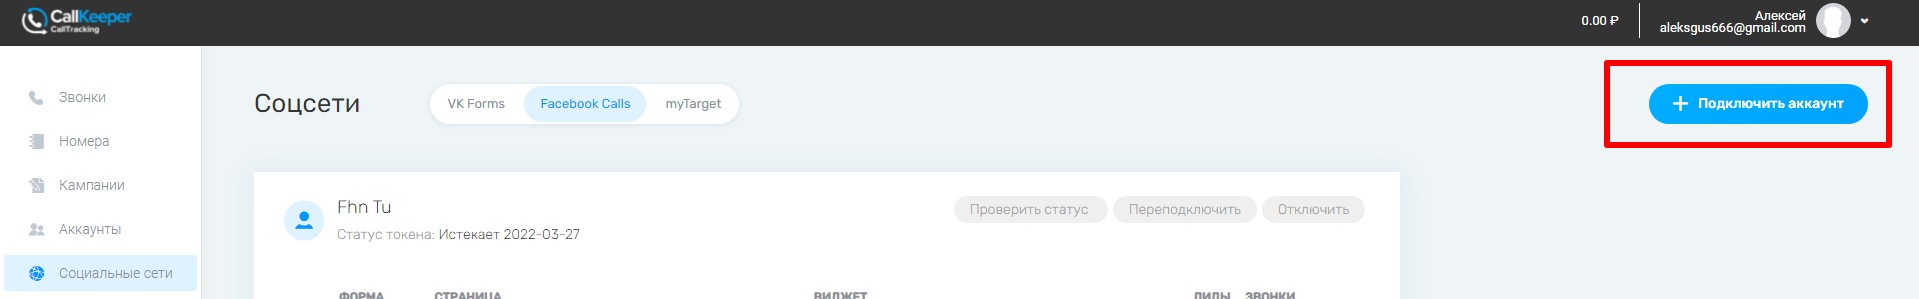 CallKeeper
CallTracking
0.00 ₽
Алексей
aleksgus666@gmail.com
Звонки
Номера
Кампании
Аккаунты
Социальные сети
Соцсети
VK Forms
Facebook Calls
myTarget
+ Подключить аккаунт
Fhn Tu
Статус токена: Истекает 2022-03-27
Проверить статус
Переподключить
Отключить
ФОРМА СТРАНИЦА ВИДЖЕТ ЛИДЫ ЗВОНКИ